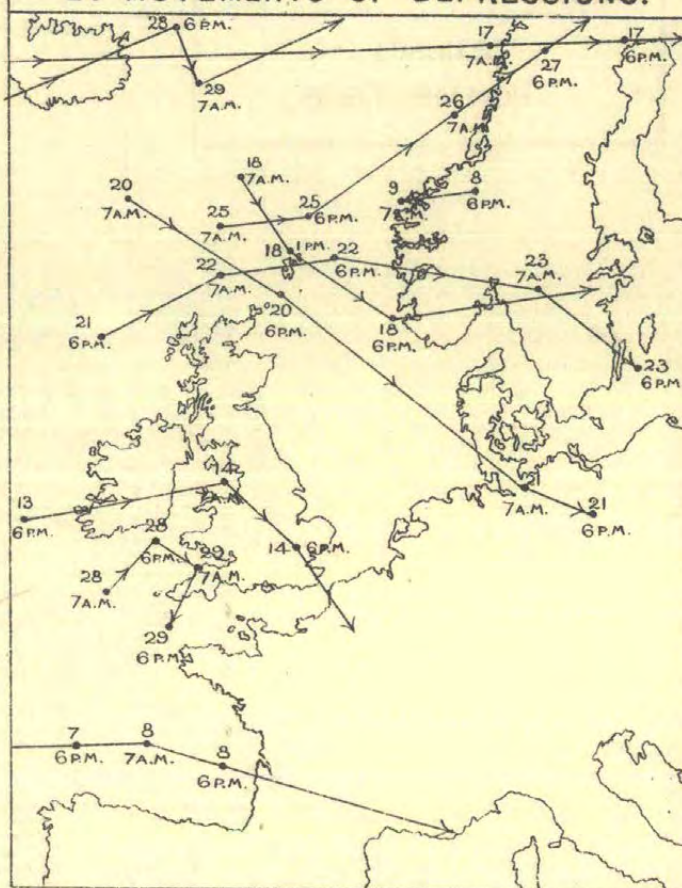 MOVEMENTS OF DEPRESSIONS.
28 6 P.M.
17
7 A.M.
17
6 P.M.
27
6 P.M.
29
7 A.M.
26
7 A.M.
18
7 A.M.
20
7 A.M.
9
7 A.M.
8
6 P.M.
25
7 A.M.
25
6 P.M.
18 1 P.M.
22
6 P.M.
22
7 A.M.
23
7 A.M.
20
6 P.M.
21
6 P.M.
18
6 P.M.
23
6 P.M.
14
7 A.M.
21
7 A.M.
21
6 P.M.
13
6 P.M.
28
6 P.M.
14 6 P.M.
29
7 A.M.
28
7 A.M.
29
6 P.M.
7
6 P.M.
8
7 A.M.
8
6 P.M.